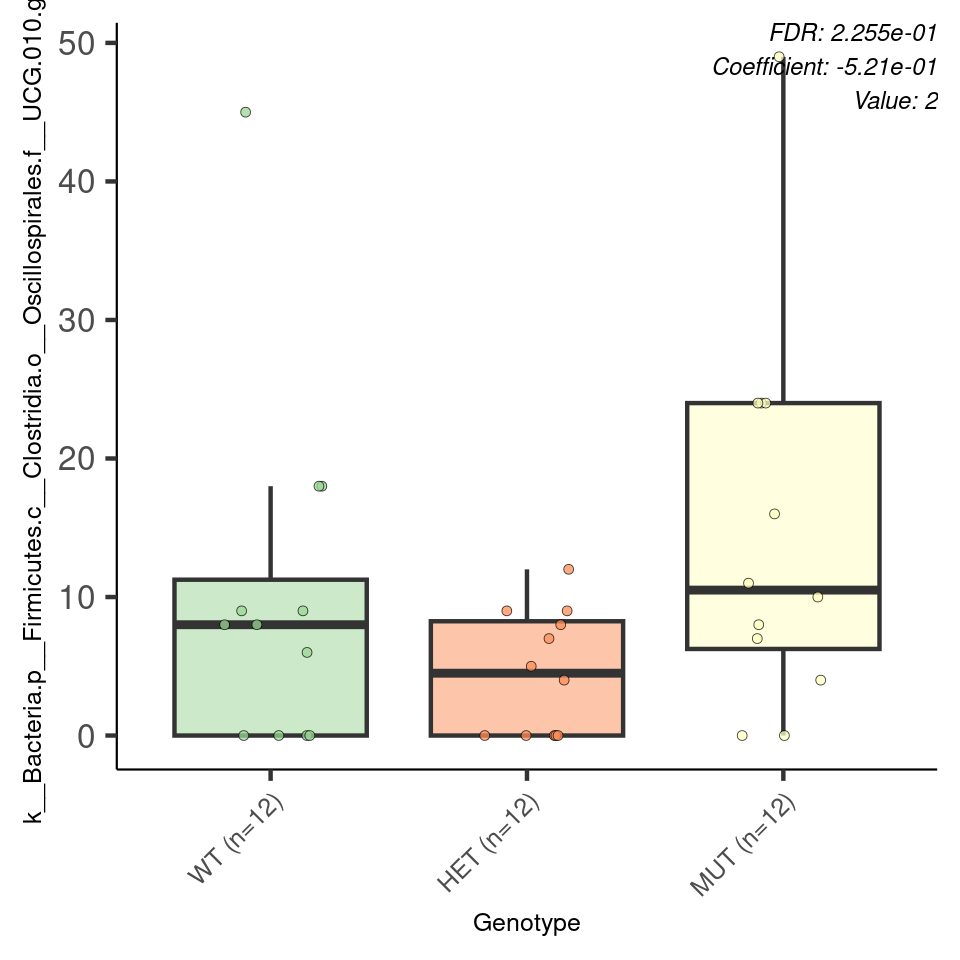 FDR: 2.255e-01
Coefficient: -5.21e-01
Value: 2
k__Bacteria.p__Firmicutes.c__Clostridia.o__Oscillospirales.f__UCG.010.g
50
40
30
20
10
0
WT (n=12)
HET (n=12)
MUT (n=12)
Genotype